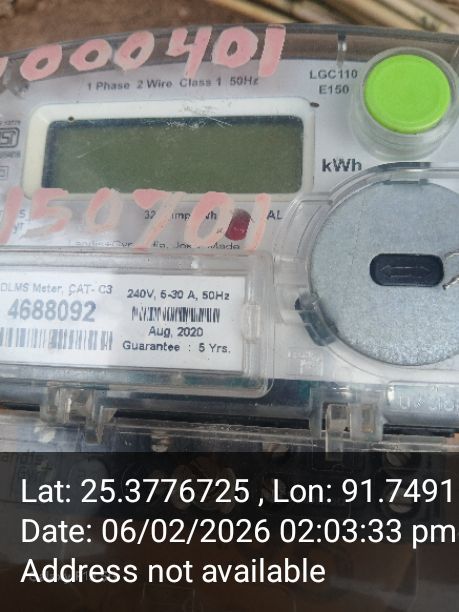 000401
1 Phase 2 Wire Class 1 50Hz
LGC110
E150
kWh
150701
DLMS Meter, CAT- C3
4688092
240V, 5-30 A, 50Hz
Aug, 2020
Guarantee : 5 Yrs.
Lat: 25.3776725 , Lon: 91.7491
Date: 06/02/2026 02:03:33 pm
Address not available